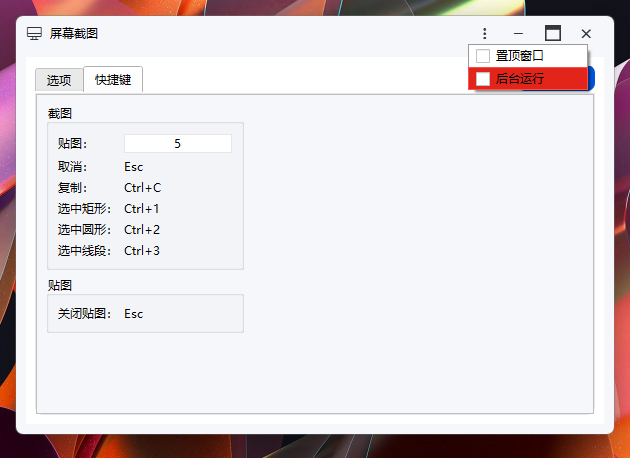 屏幕截图
置顶窗口
后台运行
选项
快捷键
截图
贴图： 5
取消： Esc
复制： Ctrl+C
选中矩形： Ctrl+1
选中圆形： Ctrl+2
选中线段： Ctrl+3
贴图
关闭贴图： Esc